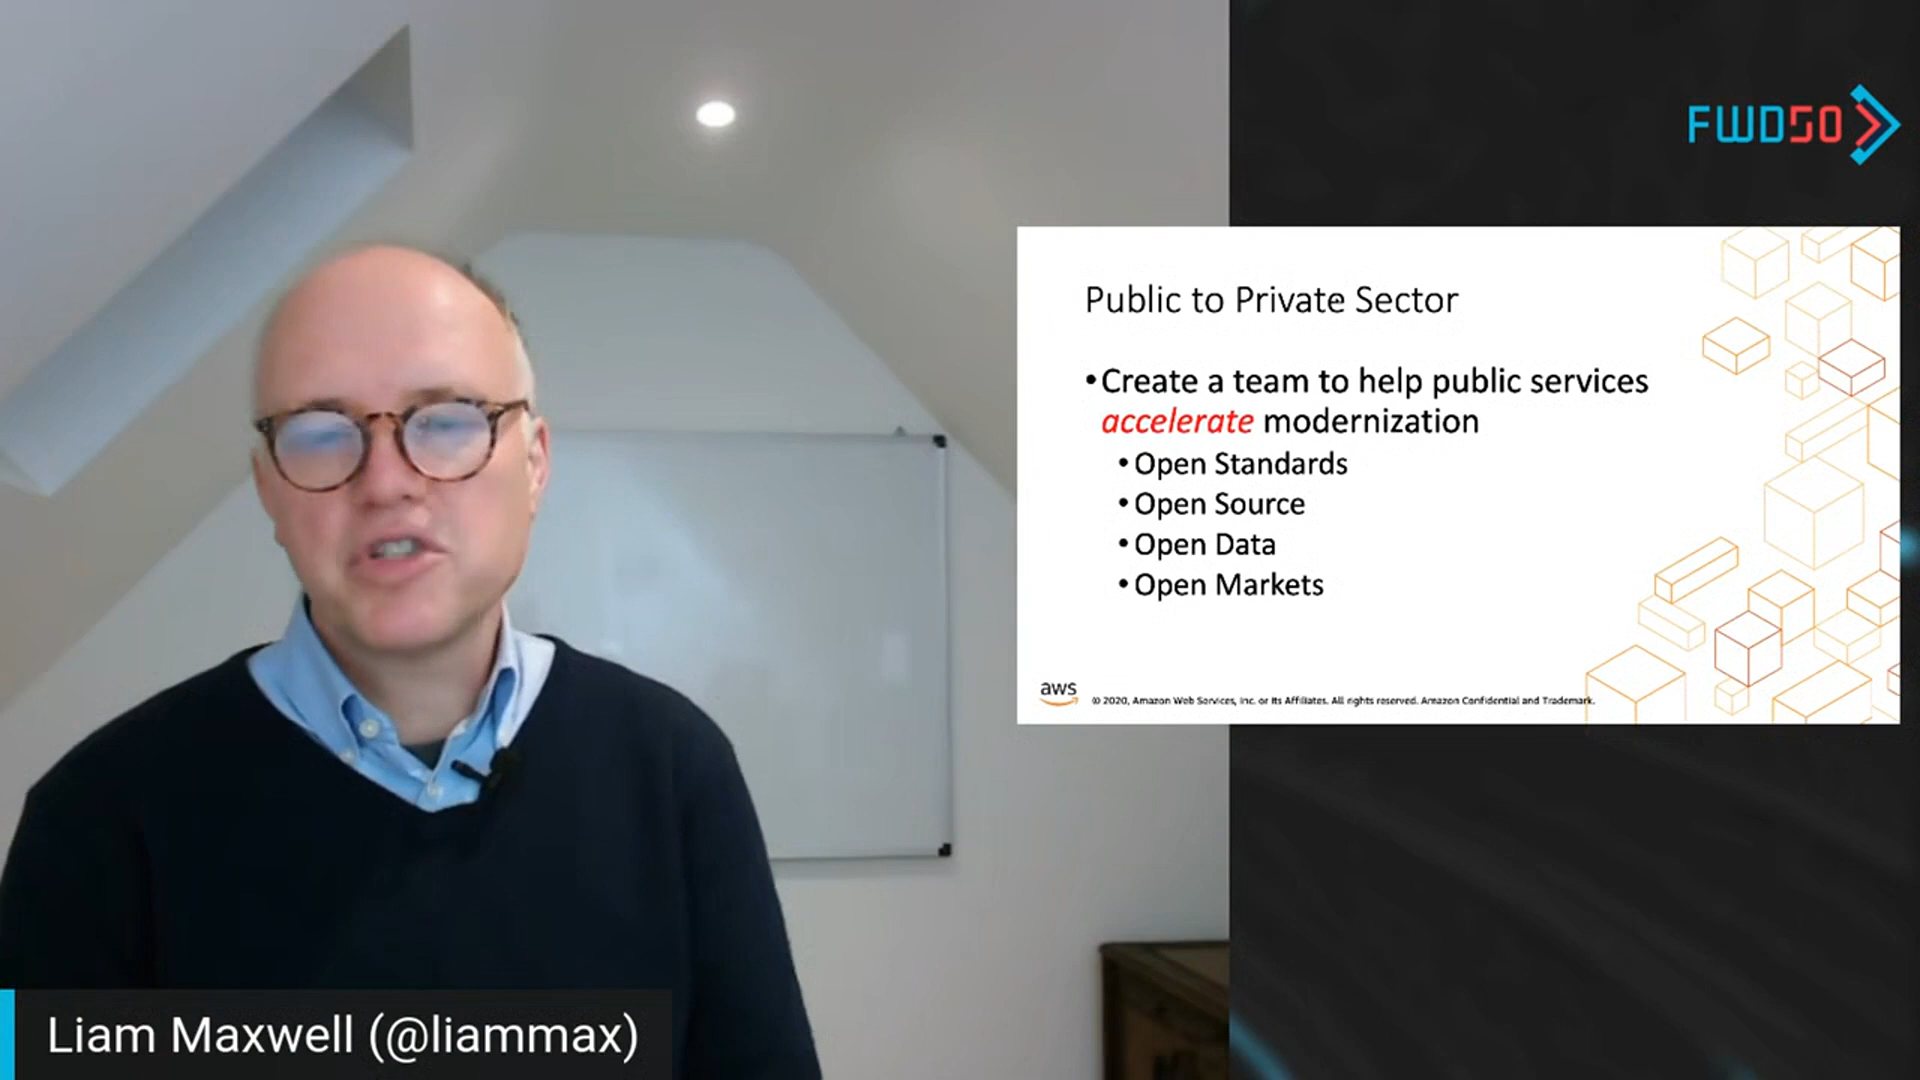 FWD50
Public to Private Sector
•Create a team to help public services
accelerate modernization
•Open Standards
•Open Source
•Open Data
•Open Markets
aws
© 2020, Amazon Web Services, Inc. or its Affiliates. All rights reserved. Amazon Confidential and Trademark.
Liam Maxwell (@liammax)